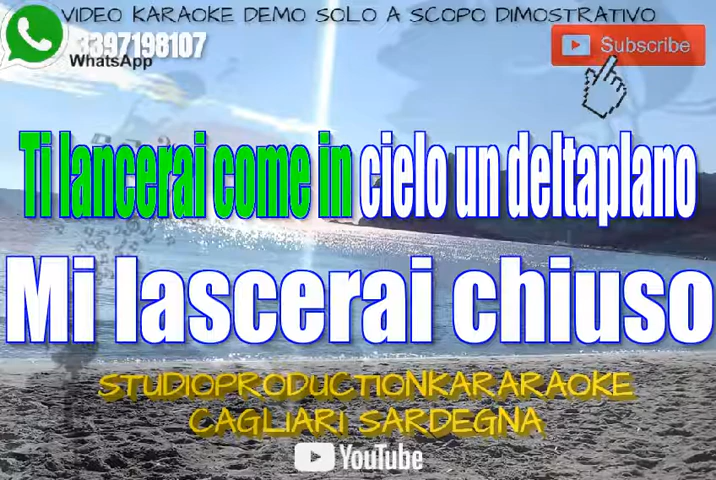 VIDEO KARAOKE DEMO SOLO A SCOPO DIMOSTRATIVO
3397198107
WhatsApp
Subscribe
Ti lancerai come in cielo un deltaplano
Mi lascerai chiuso
STUDIOPRODUCTIONKARARAOKE
CAGLIARI SARDEGNA
YouTube